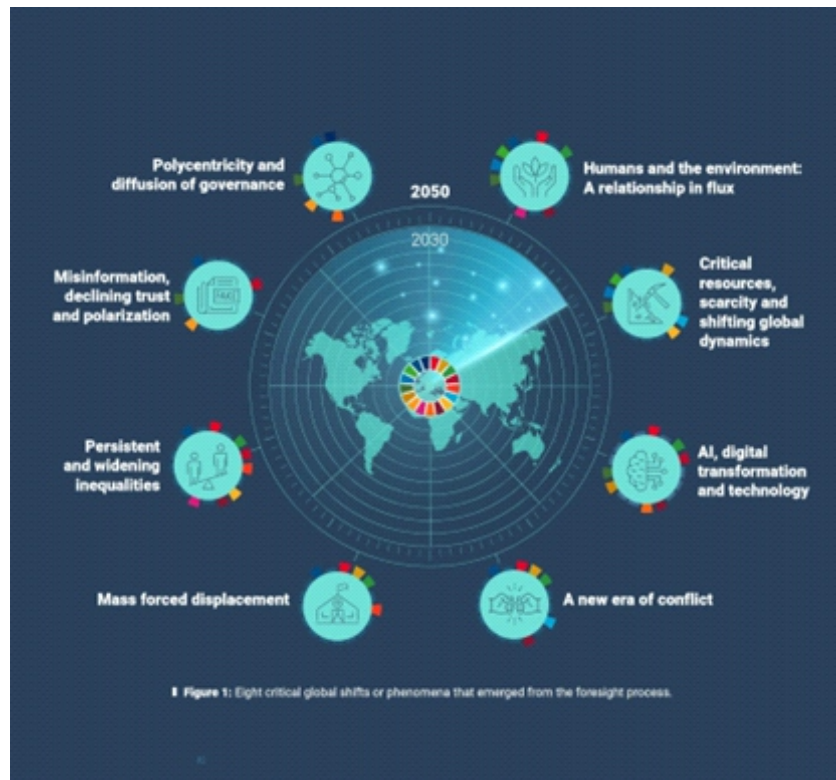 Polycentricity and
diffusion of governance
2050
Humans and the environment:
A relationship in flux
2030
Misinformation,
declining trust
and polarization
Critical
resources,
scarcity and
shifting global
dynamics
Persistent
and widening
inequalities
AI, digital
transformation
and technology
Mass forced displacement
A new era of conflict
Figure 1: Eight critical global shifts or phenomena that emerged from the foresight process.